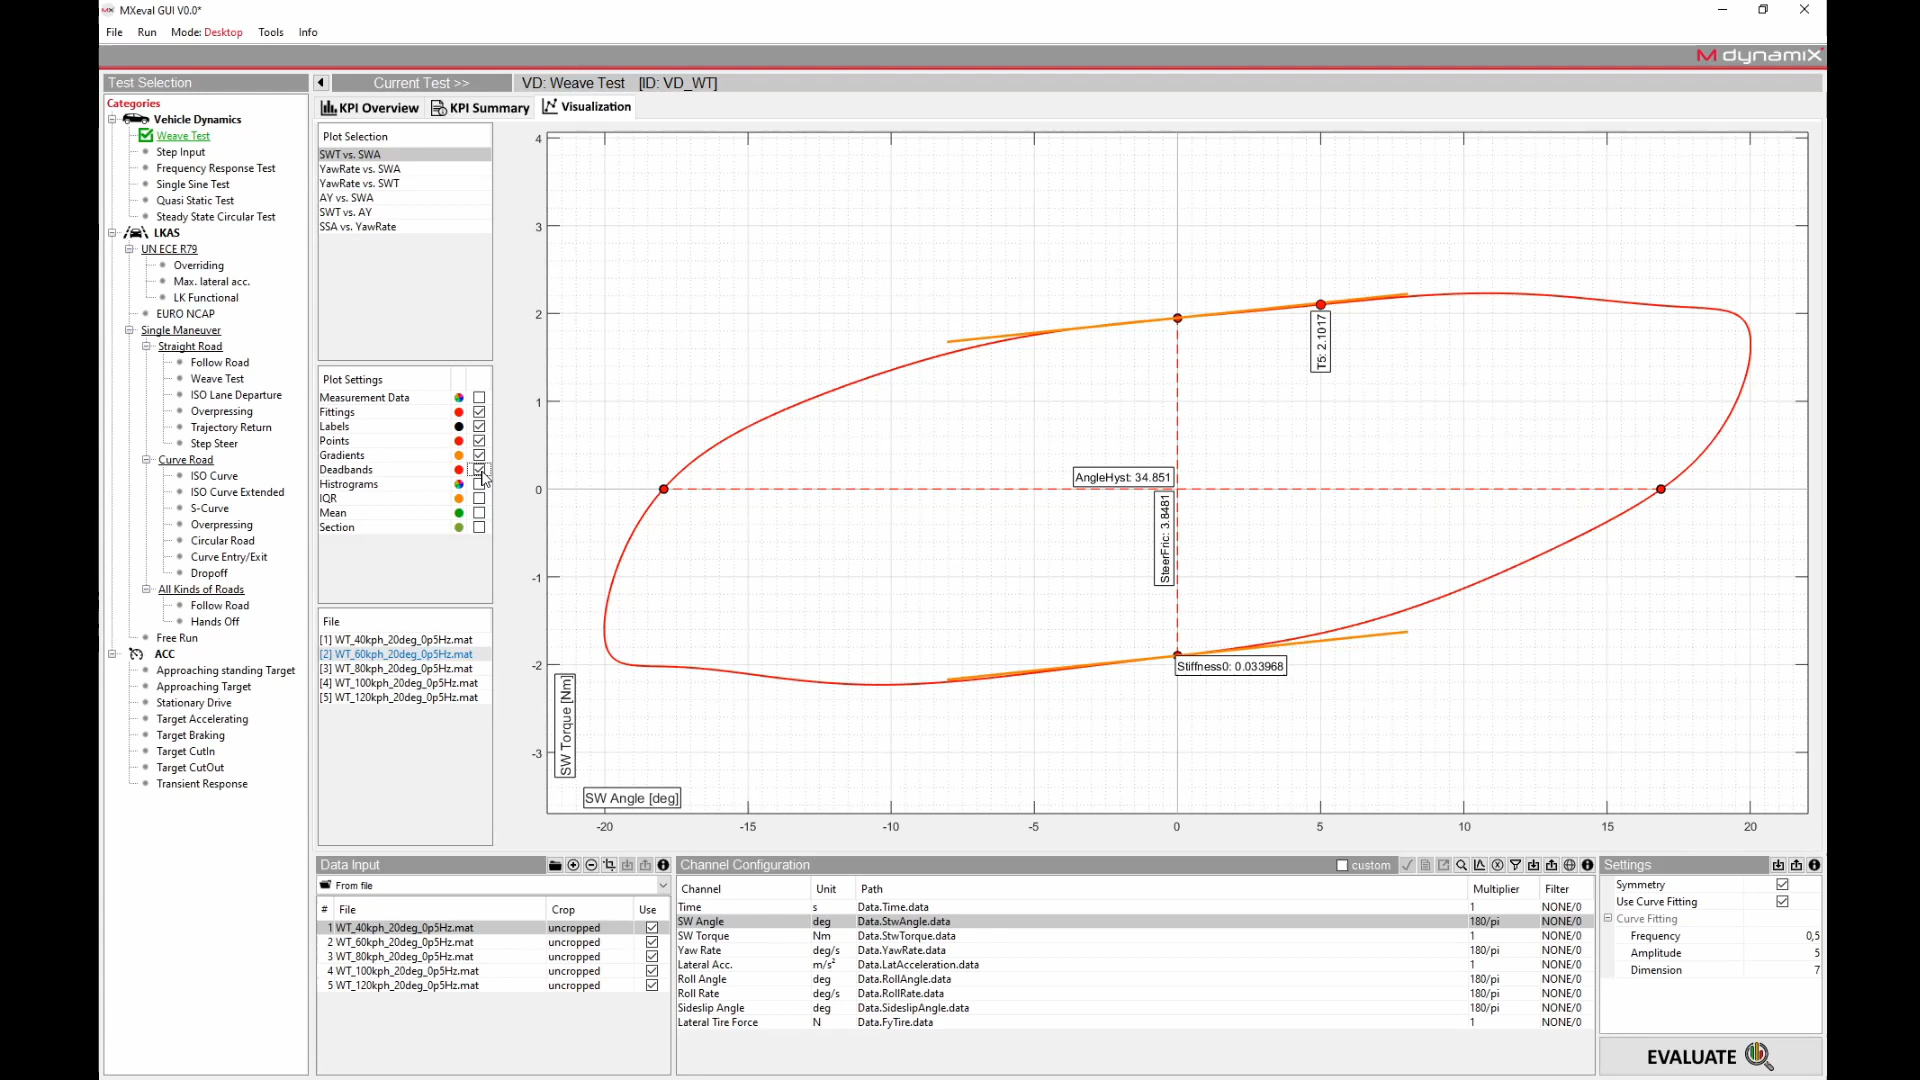 MXeval GUI V0.0*
File Run Mode: Desktop Tools Info
M dynamiX
Test Selection
Categories
Vehicle Dynamics
Weave Test
Step Input
Frequency Response Test
Single Sine Test
Quasi Static Test
Steady State Circular Test
LKAS
UN ECE R79
Overriding
Max. lateral acc.
LK Functional
EURO NCAP
Single Maneuver
Straight Road
Follow Road
Weave Test
ISO Lane Departure
Overpressing
Trajectory Return
Step Steer
Curve Road
ISO Curve
ISO Curve Extended
S-Curve
Overpressing
Circular Road
Curve Entry/Exit
Dropoff
All Kinds of Roads
Follow Road
Hands Off
Free Run
ACC
Approaching standing Target
Approaching Target
Stationary Drive
Target Accelerating
Target Braking
Target CutIn
Target CutOut
Transient Response
Current Test >> VD: Weave Test [ID: VD_WT]
KPI Overview KPI Summary Visualization
Plot Selection
SWT vs. SWA
YawRate vs. SWA
YawRate vs. SWT
AY vs. SWA
SWT vs. AY
SSA vs. YawRate
Plot Settings
Measurement Data
Fittings
Labels
Points
Gradients
Deadbands
Histrograms
IQR
Mean
Section
File
[1] WT_40kph_20deg_0p5Hz.mat
[2] WT_60kph_20deg_0p5Hz.mat
[3] WT_80kph_20deg_0p5Hz.mat
[4] WT_100kph_20deg_0p5Hz.mat
[5] WT_120kph_20deg_0p5Hz.mat
4
3
2
1
0
-1
-2
-3
T5: 2.1017
AngleHyst: 34.851
SteerFric: 3.8481
Stiffness0: 0.033968
SW Torque [Nm]
SW Angle [deg]
-20 -15 -10 -5 0 5 10 15 20
Data Input
From file
# File Crop Use
1 WT_40kph_20deg_0p5Hz.mat uncropped
2 WT_60kph_20deg_0p5Hz.mat uncropped
3 WT_80kph_20deg_0p5Hz.mat uncropped
4 WT_100kph_20deg_0p5Hz.mat uncropped
5 WT_120kph_20deg_0p5Hz.mat uncropped
Channel Configuration custom
Channel Unit Path Multiplier Filter
Time s Data.Time.data 1 NONE/0
SW Angle deg Data.StwAngle.data 180/pi NONE/0
SW Torque Nm Data.StwTorque.data 1 NONE/0
Yaw Rate deg/s Data.YawRate.data 180/pi NONE/0
Lateral Acc. m/s² Data.LatAcceleration.data 1 NONE/0
Roll Angle deg Data.RollAngle.data 180/pi NONE/0
Roll Rate deg/s Data.RollRate.data 180/pi NONE/0
Sideslip Angle deg Data.SideslipAngle.data 180/pi NONE/0
Lateral Tire Force N Data.FyTire.data 1 NONE/0
Settings
Symmetry
Use Curve Fitting
Curve Fitting
Frequency 0,5
Amplitude 5
Dimension 7
EVALUATE